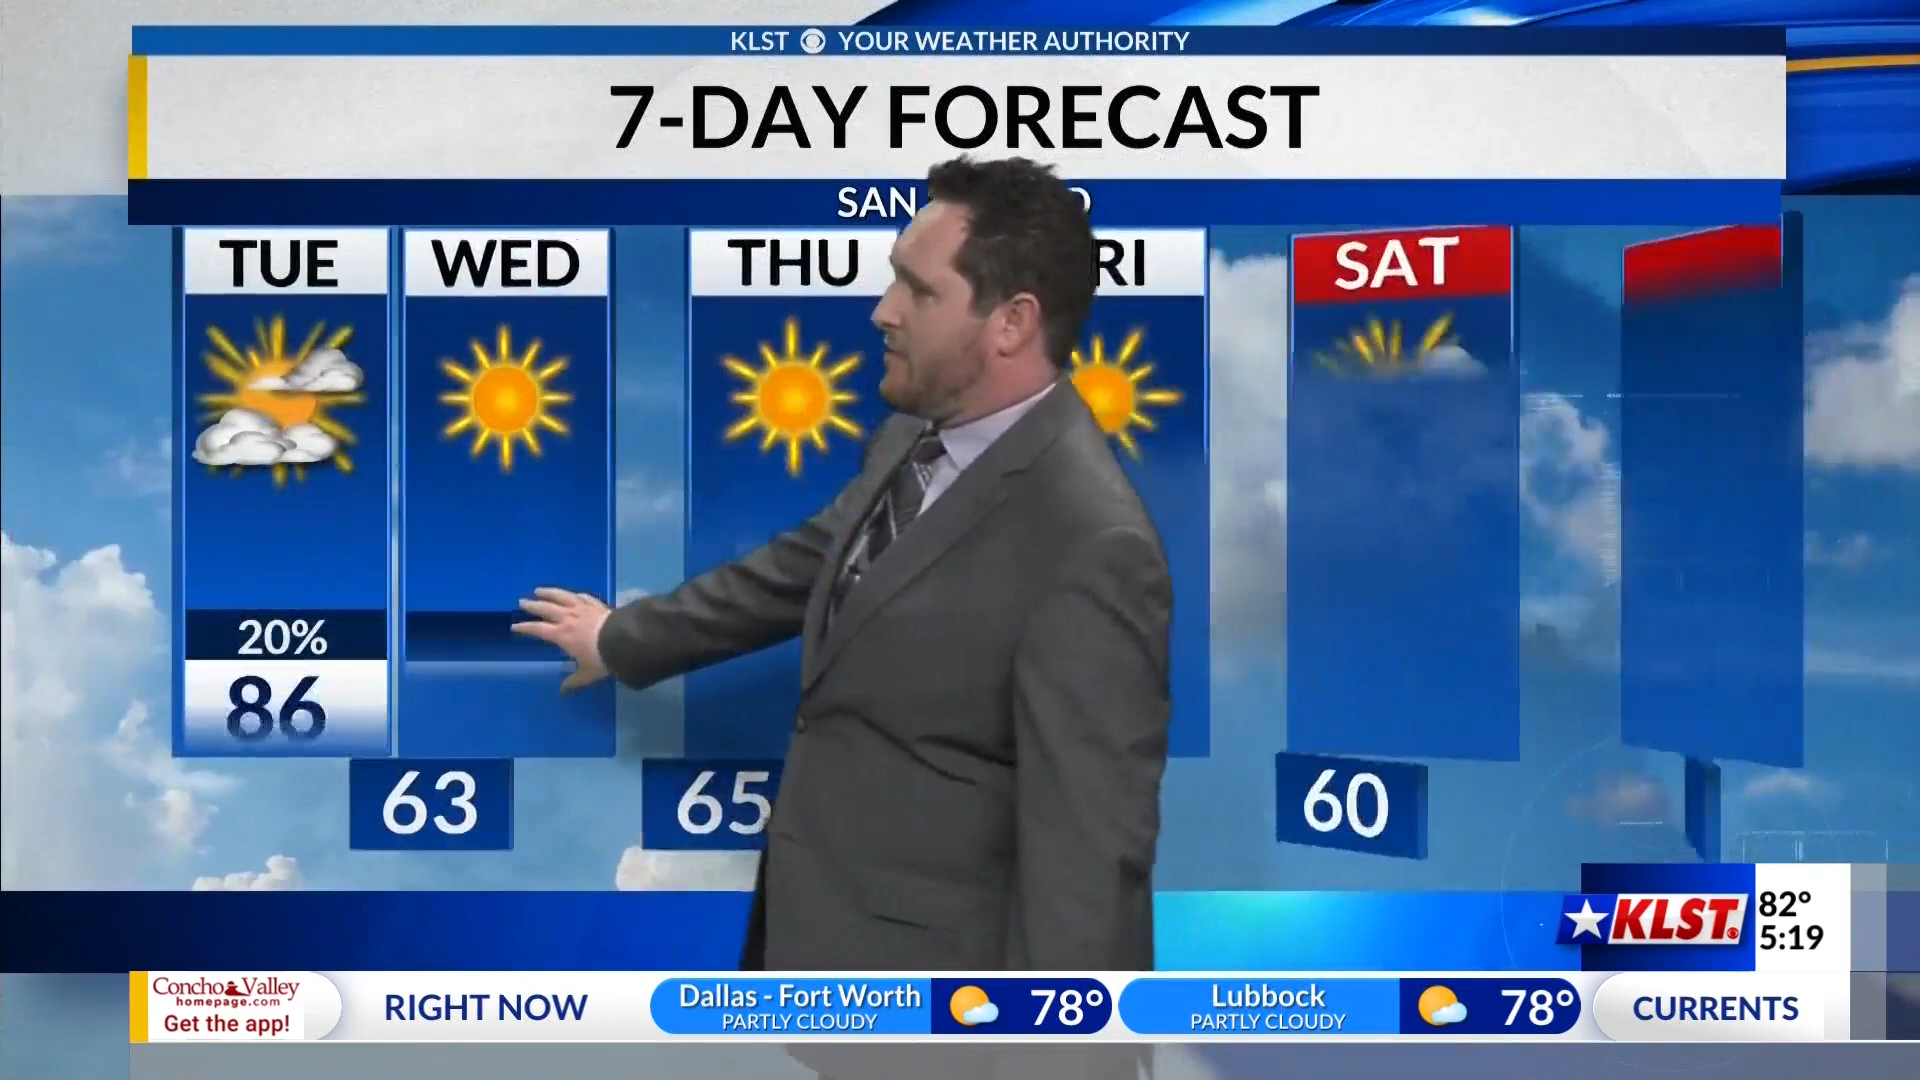 KLST YOUR WEATHER AUTHORITY
7-DAY FORECAST
SAN
TUE WED THU RI SAT
20%
86
63 65 60
KLST
82°
5:19
Concho Valley
homepage.com
Get the app!
RIGHT NOW
Dallas - Fort Worth
PARTLY CLOUDY
78°
Lubbock
PARTLY CLOUDY
78°
CURRENTS